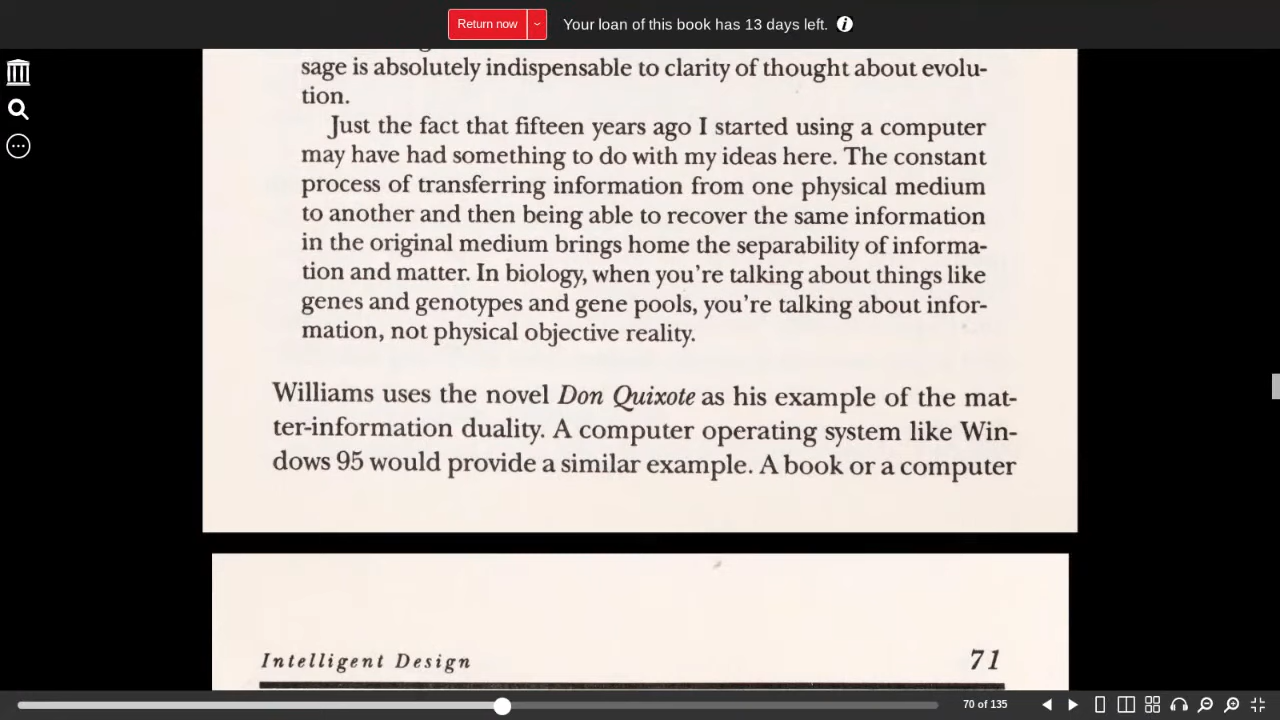 Return now
Your loan of this book has 13 days left.
sage is absolutely indispensable to clarity of thought about evolu-
tion.
Just the fact that fifteen years ago I started using a computer
may have had something to do with my ideas here. The constant
process of transferring information from one physical medium
to another and then being able to recover the same information
in the original medium brings home the separability of informa-
tion and matter. In biology, when you're talking about things like
genes and genotypes and gene pools, you're talking about infor-
mation, not physical objective reality.
Williams uses the novel Don Quixote as his example of the mat-
ter-information duality. A computer operating system like Win-
dows 95 would provide a similar example. A book or a computer
Intelligent Design 71
70 of 135